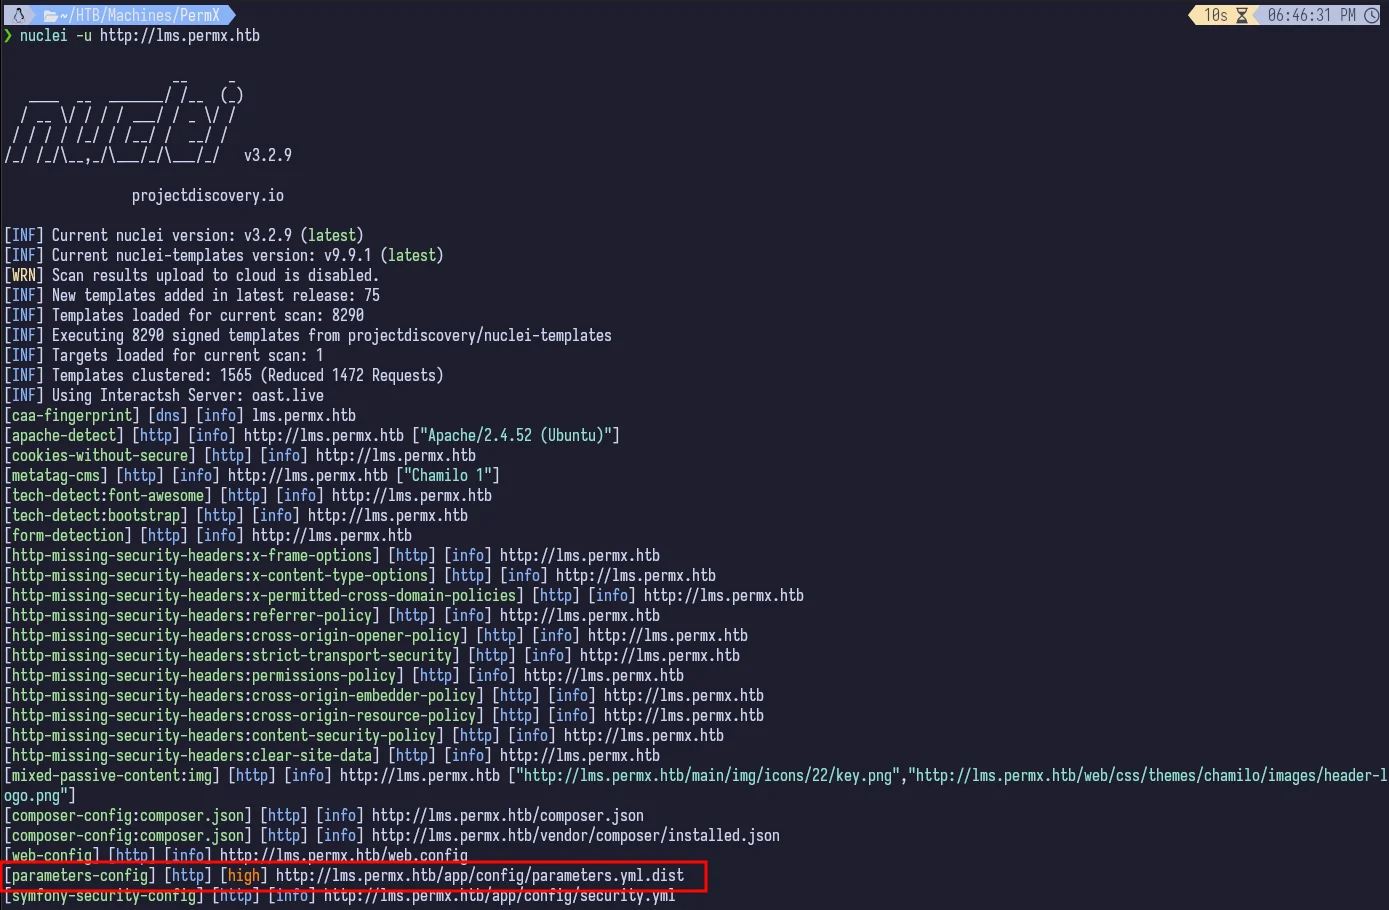 ~/HTB/Machines/PermX 10s 06:46:31 PM
❯ nuclei -u http://lms.permx.htb
                     __     _
   ____  __  _______/ /__  (_)
  / __ \/ / / / ___/ / _ \/ /
 / / / / /_/ / /__/ /  __/ /
/_/ /_/\__,_/\___/_/\___/_/   v3.2.9
projectdiscovery.io
[INF] Current nuclei version: v3.2.9 (latest)
[INF] Current nuclei-templates version: v9.9.1 (latest)
[WRN] Scan results upload to cloud is disabled.
[INF] New templates added in latest release: 75
[INF] Templates loaded for current scan: 8290
[INF] Executing 8290 signed templates from projectdiscovery/nuclei-templates
[INF] Targets loaded for current scan: 1
[INF] Templates clustered: 1565 (Reduced 1472 Requests)
[INF] Using Interactsh Server: oast.live
[caa-fingerprint] [dns] [info] lms.permx.htb
[apache-detect] [http] [info] http://lms.permx.htb ["Apache/2.4.52 (Ubuntu)"]
[cookies-without-secure] [http] [info] http://lms.permx.htb
[metatag-cms] [http] [info] http://lms.permx.htb ["Chamilo 1"]
[tech-detect:font-awesome] [http] [info] http://lms.permx.htb
[tech-detect:bootstrap] [http] [info] http://lms.permx.htb
[form-detection] [http] [info] http://lms.permx.htb
[http-missing-security-headers:x-frame-options] [http] [info] http://lms.permx.htb
[http-missing-security-headers:x-content-type-options] [http] [info] http://lms.permx.htb
[http-missing-security-headers:x-permitted-cross-domain-policies] [http] [info] http://lms.permx.htb
[http-missing-security-headers:referrer-policy] [http] [info] http://lms.permx.htb
[http-missing-security-headers:cross-origin-opener-policy] [http] [info] http://lms.permx.htb
[http-missing-security-headers:strict-transport-security] [http] [info] http://lms.permx.htb
[http-missing-security-headers:permissions-policy] [http] [info] http://lms.permx.htb
[http-missing-security-headers:cross-origin-embedder-policy] [http] [info] http://lms.permx.htb
[http-missing-security-headers:cross-origin-resource-policy] [http] [info] http://lms.permx.htb
[http-missing-security-headers:content-security-policy] [http] [info] http://lms.permx.htb
[http-missing-security-headers:clear-site-data] [http] [info] http://lms.permx.htb
[mixed-passive-content:img] [http] [info] http://lms.permx.htb ["http://lms.permx.htb/main/img/icons/22/key.png","http://lms.permx.htb/web/css/themes/chamilo/images/header-l
ogo.png"]
[composer-config:composer.json] [http] [info] http://lms.permx.htb/composer.json
[composer-config:composer.json] [http] [info] http://lms.permx.htb/vendor/composer/installed.json
[web-config] [http] [info] http://lms.permx.htb/web.config
[parameters-config] [http] [high] http://lms.permx.htb/app/config/parameters.yml.dist
[symfony-security-config] [http] [info] http://lms.permx.htb/app/config/security.yml